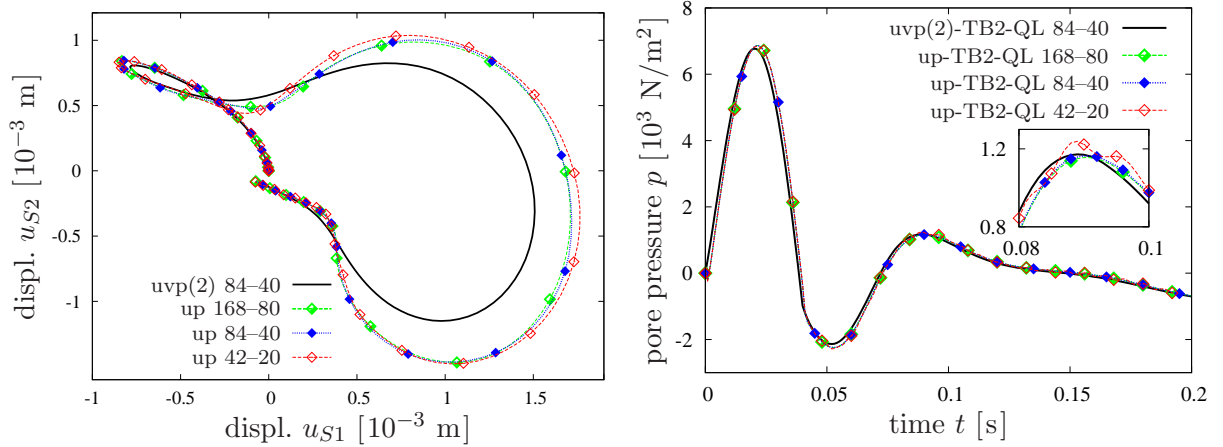 displ. u_{S2} [10^{-3} m]
1
0.5
0
-0.5
-1
uvp(2) 84–40
up 168–80
up 84–40
up 42–20
-1 -0.5 0 0.5 1 1.5
displ. u_{S1} [10^{-3} m]
pore pressure p [10^3 N/m^2]
8
6
4
2
0
-2
uvp(2)-TB2-QL 84–40
up-TB2-QL 168–80
up-TB2-QL 84–40
up-TB2-QL 42–20
1.2
0.8
0.08 0.1
0 0.05 0.1 0.15 0.2
time t [s]